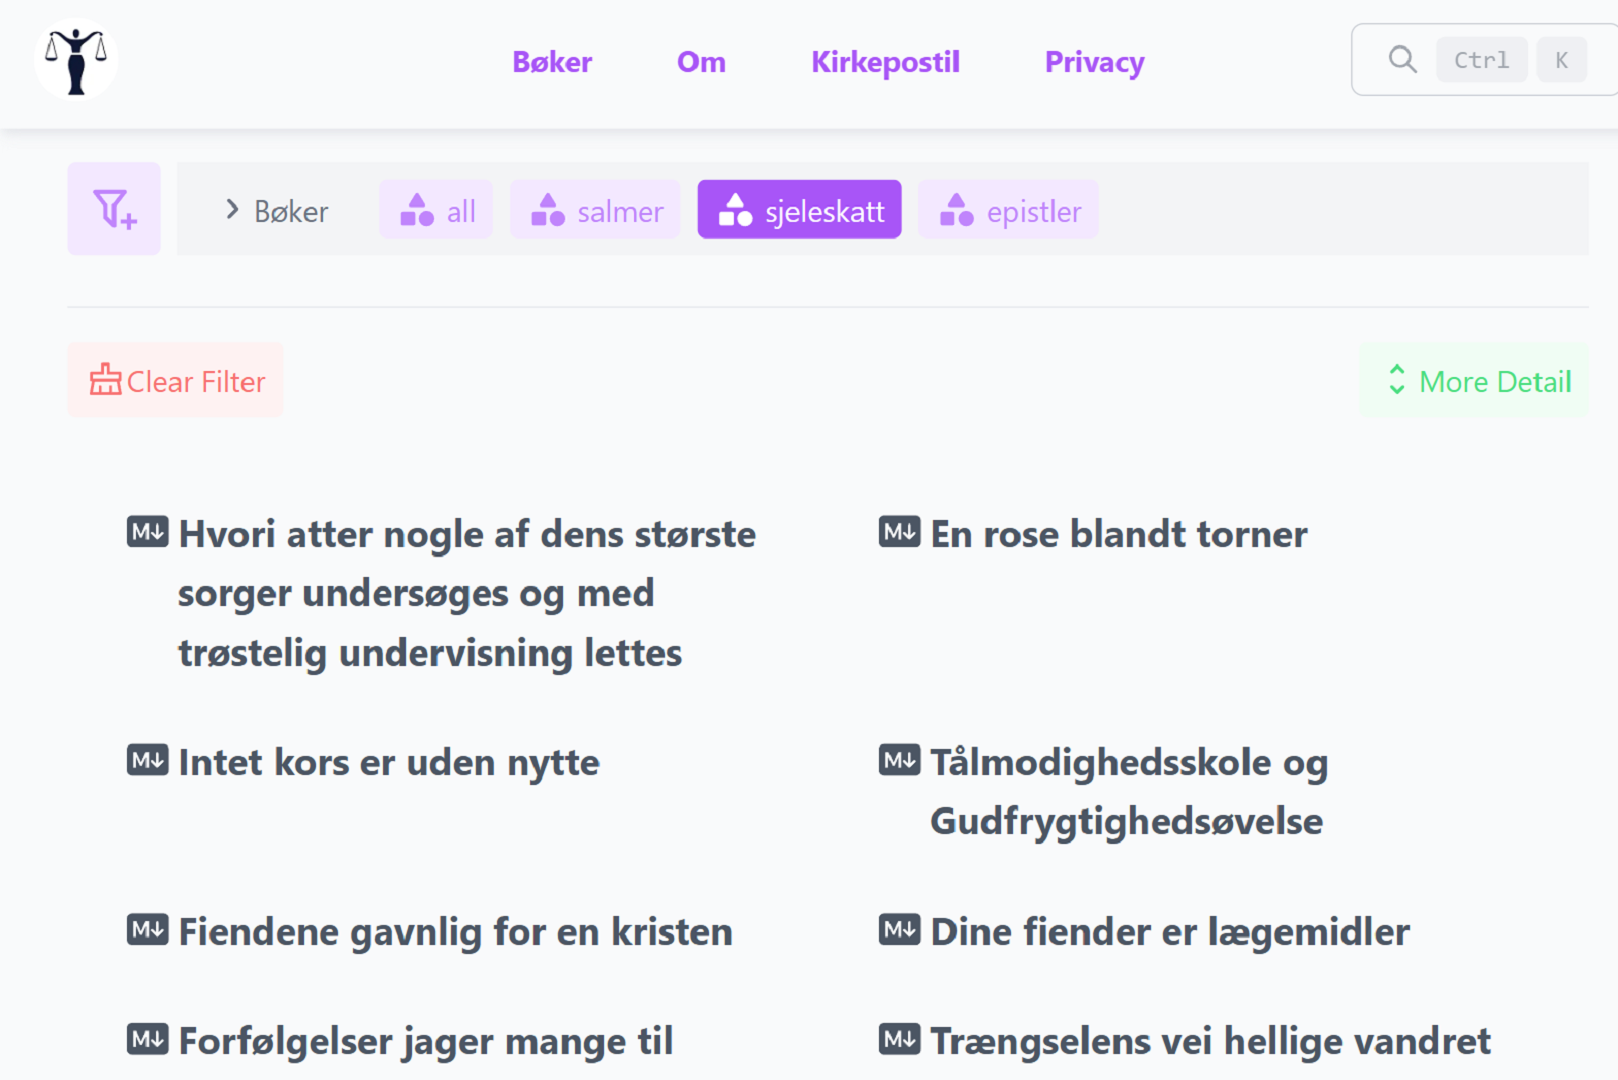 Bøker Om Kirkepostil Privacy Ctrl K
Bøker all salmer sjeleskatt epistler
Clear Filter More Detail
M↓ Hvori atter nogle af dens største
sorger undersøges og med
trøstelig undervisning lettes
M↓ En rose blandt torner
M↓ Intet kors er uden nytte
M↓ Tålmodighedsskole og
Gudfrygtighedsøvelse
M↓ Fiendene gavnlig for en kristen
M↓ Dine fiender er lægemidler
M↓ Forfølgelser jager mange til
M↓ Trængselens vei hellige vandret